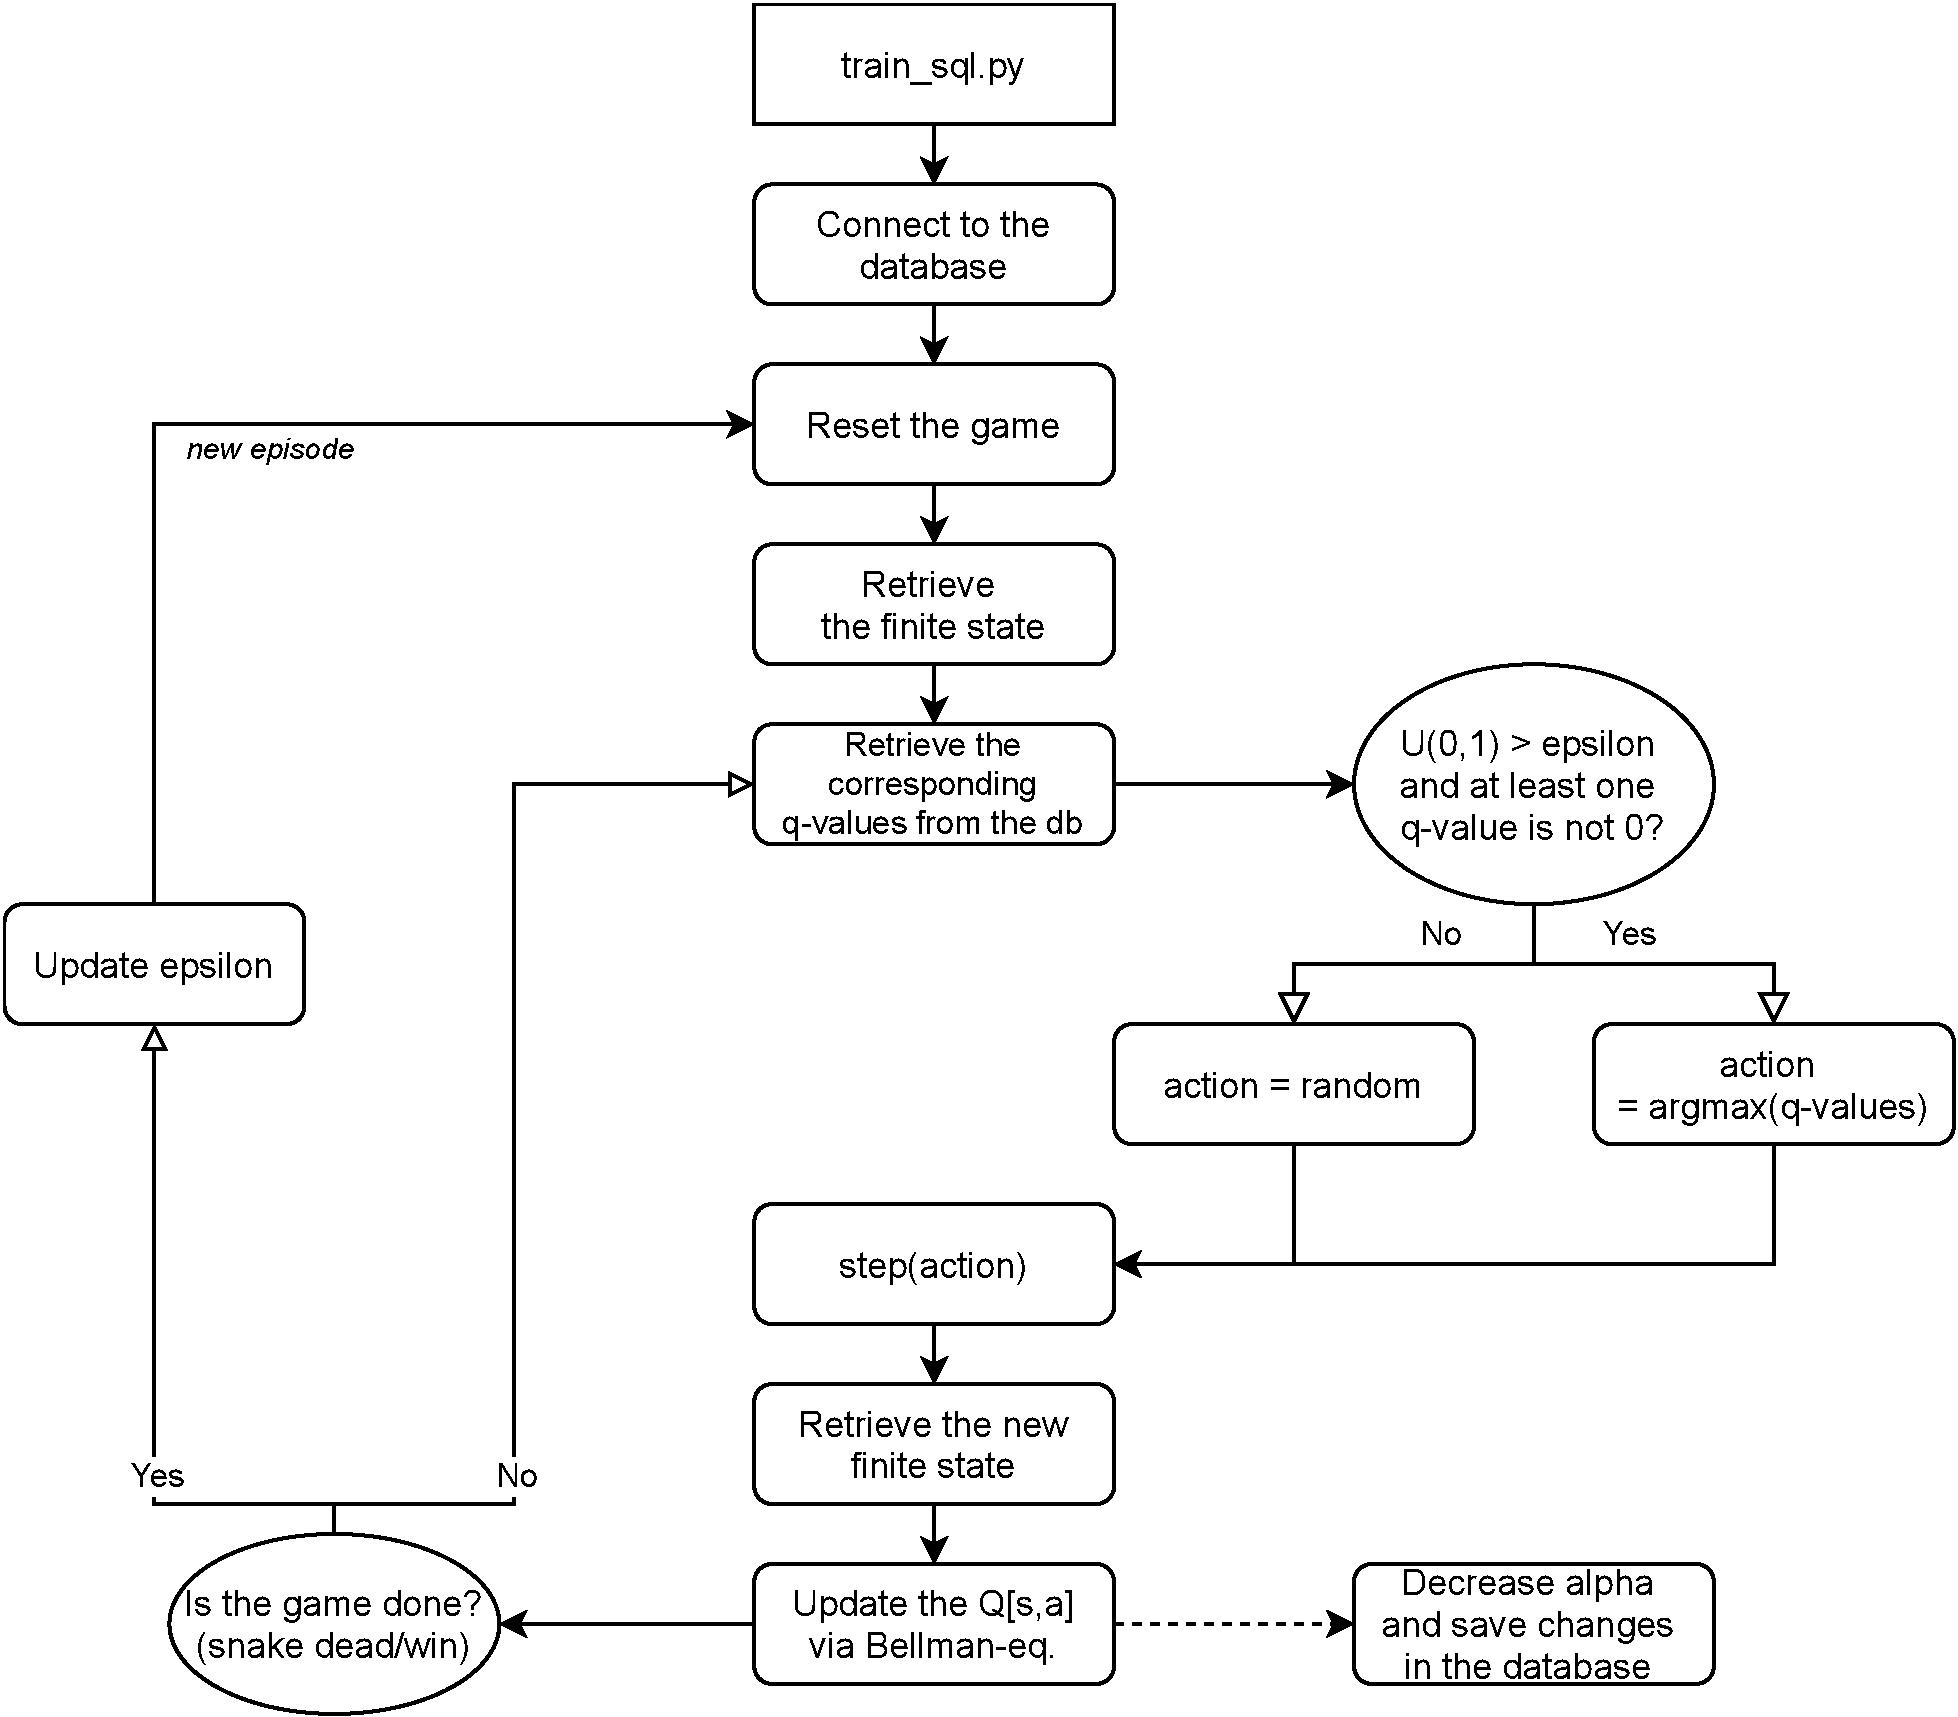 train_sql.py
Connect to the
database
Reset the game
new episode
Retrieve
the finite state
Retrieve the
corresponding
q-values from the db
U(0,1) > epsilon
and at least one
q-value is not 0?
No
Yes
Update epsilon
action = random
action
= argmax(q-values)
step(action)
Retrieve the new
finite state
Yes
No
Is the game done?
(snake dead/win)
Update the Q[s,a]
via Bellman-eq.
Decrease alpha
and save changes
in the database